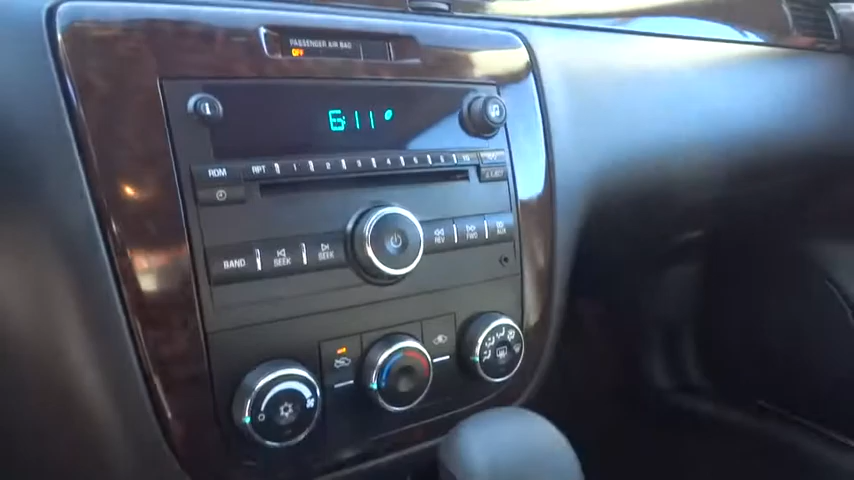 PASSENGER AIR BAG
OFF
6:11
RDM
RPT 1 2 3 4 5 6
EJECT
BAND
SEEK
SEEK
REV
FWD
AUX